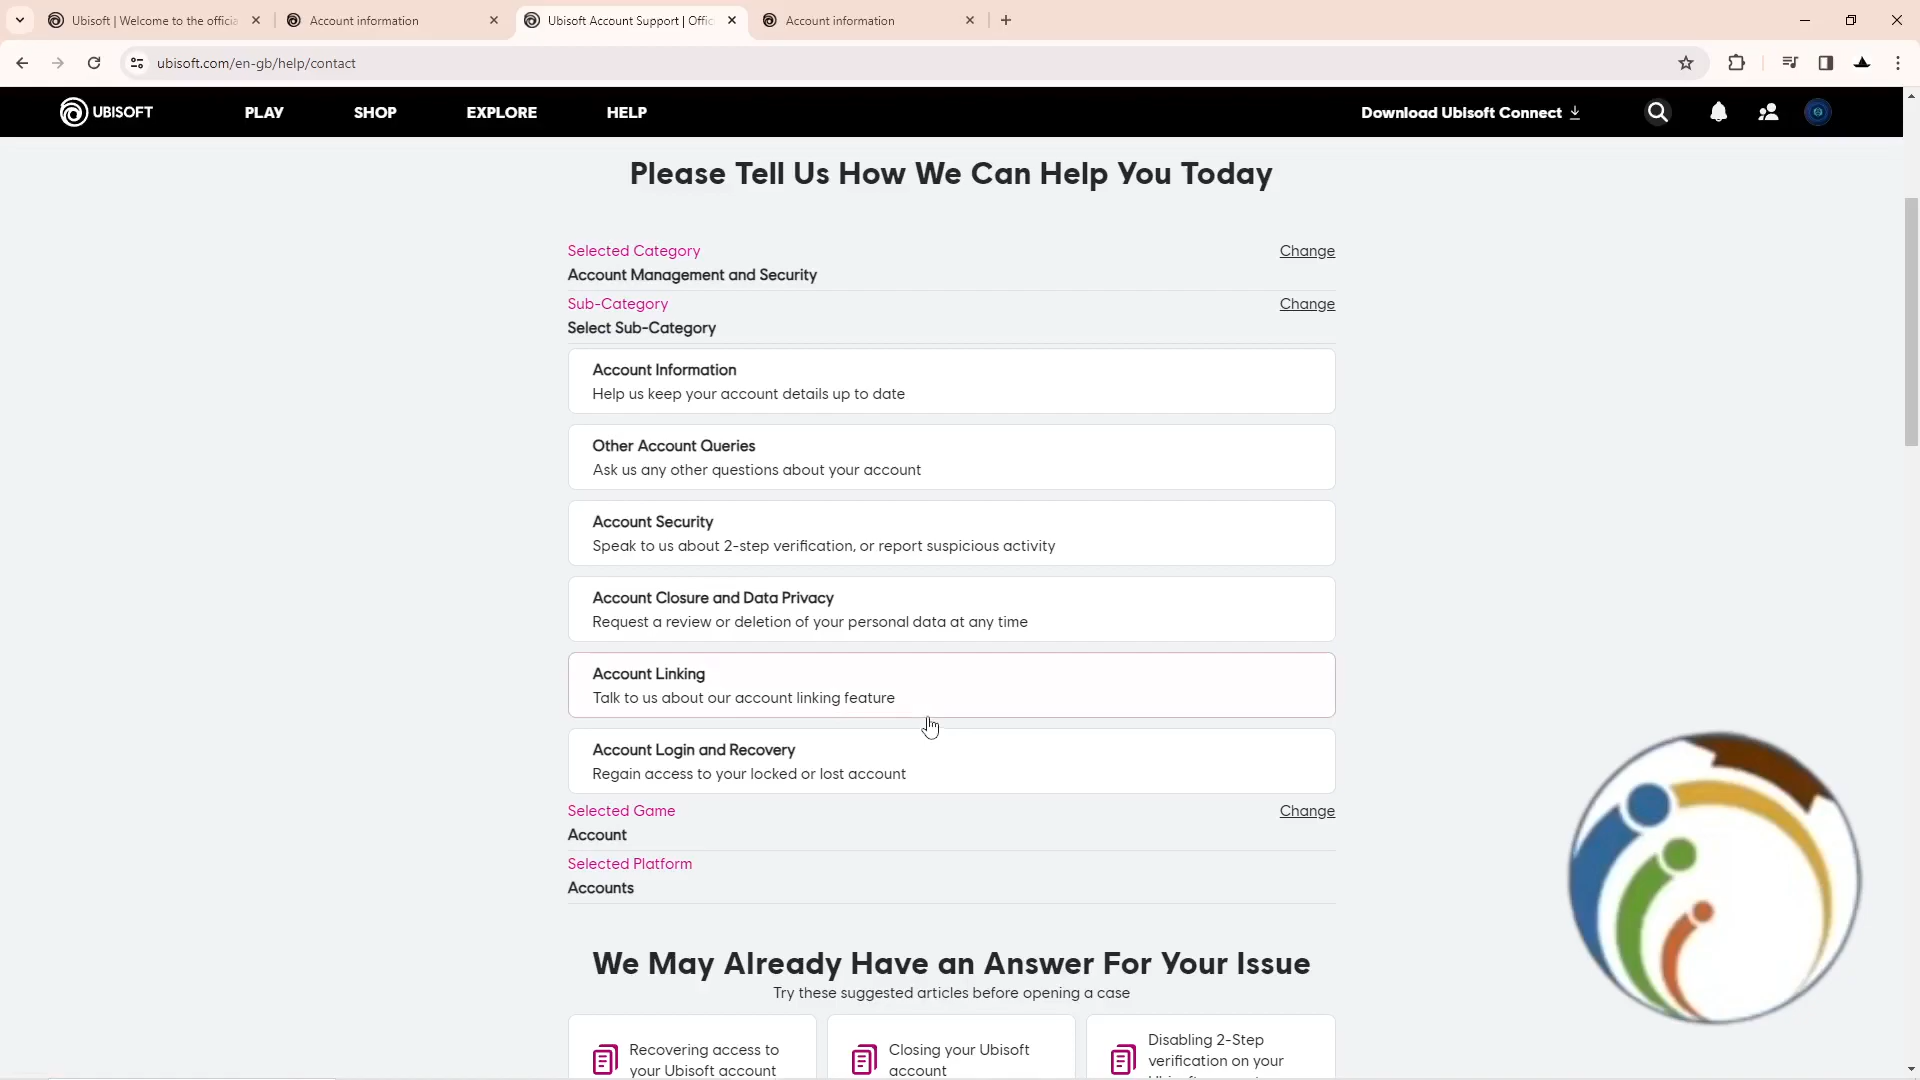 Ubisoft | Welcome to the officia
Account information
Ubisoft Account Support | Offic
Account information
ubisoft.com/en-gb/help/contact
UBISOFT
PLAY
SHOP
EXPLORE
HELP
Download Ubisoft Connect
Please Tell Us How We Can Help You Today
Selected Category
Change
Account Management and Security
Sub-Category
Change
Select Sub-Category
Account Information
Help us keep your account details up to date
Other Account Queries
Ask us any other questions about your account
Account Security
Speak to us about 2-step verification, or report suspicious activity
Account Closure and Data Privacy
Request a review or deletion of your personal data at any time
Account Linking
Talk to us about our account linking feature
Account Login and Recovery
Regain access to your locked or lost account
Selected Game
Change
Account
Selected Platform
Accounts
We May Already Have an Answer For Your Issue
Try these suggested articles before opening a case
Recovering access to
your Ubisoft account
Closing your Ubisoft
account
Disabling 2-Step
verification on your